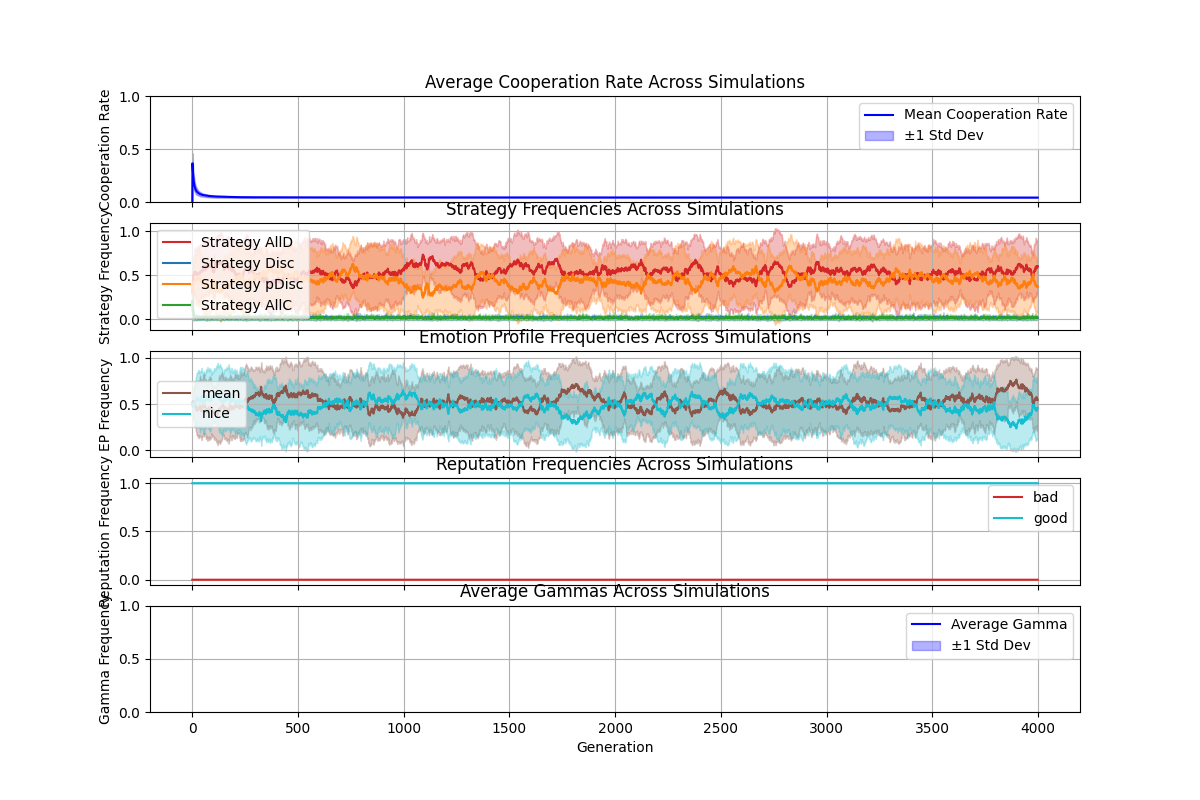 Average Cooperation Rate Across Simulations
Cooperation Rate
1.0
0.5
0.0
Mean Cooperation Rate
±1 Std Dev
Strategy Frequencies Across Simulations
Strategy Frequency
1.0
0.5
0.0
Strategy AllD
Strategy Disc
Strategy pDisc
Strategy AllC
Emotion Profile Frequencies Across Simulations
EP Frequency
1.0
0.5
0.0
mean
nice
Reputation Frequencies Across Simulations
Reputation Frequency
1.0
0.5
0.0
bad
good
Average Gammas Across Simulations
Gamma Frequency
1.0
0.5
0.0
Average Gamma
±1 Std Dev
0 500 1000 1500 2000 2500 3000 3500 4000
Generation